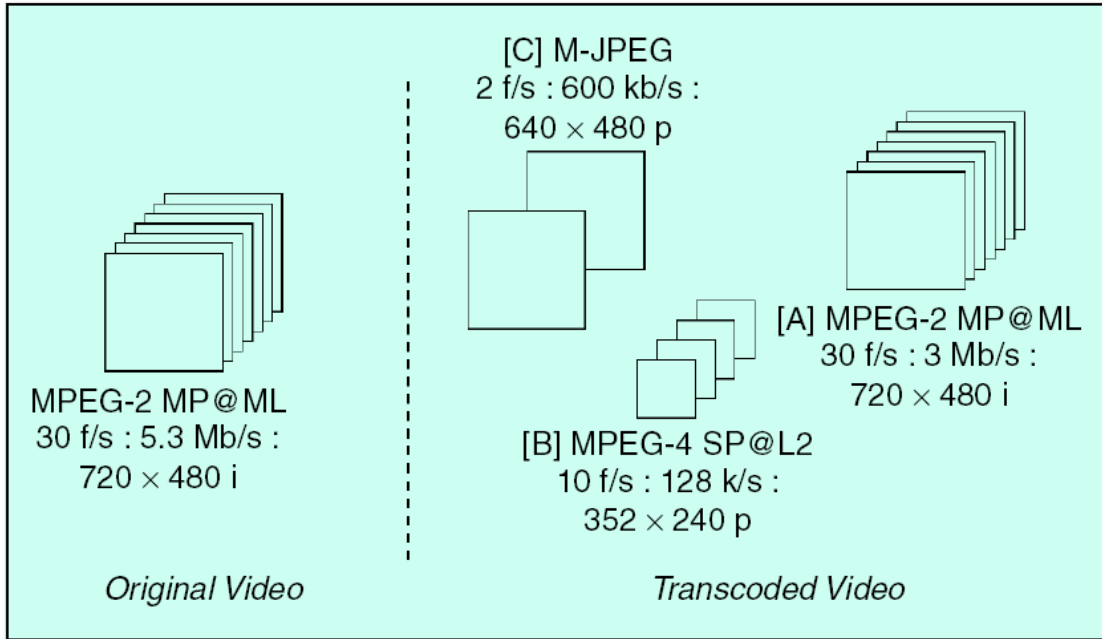 MPEG-2 MP@ML
30 f/s : 5.3 Mb/s :
720 × 480 i
Original Video
[C] M-JPEG
2 f/s : 600 kb/s :
640 × 480 p
[A] MPEG-2 MP@ML
30 f/s : 3 Mb/s :
720 × 480 i
[B] MPEG-4 SP@L2
10 f/s : 128 k/s :
352 × 240 p
Transcoded Video